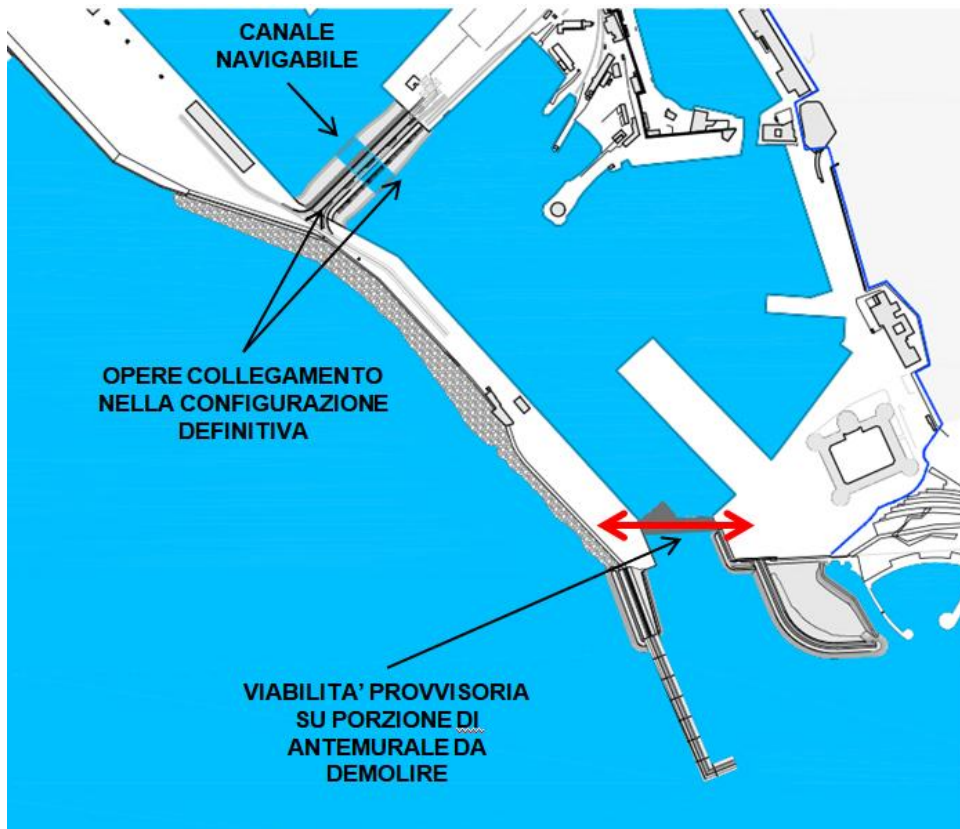 CANALE
NAVIGABILE
OPERE COLLEGAMENTO
NELLA CONFIGURAZIONE
DEFINITIVA
VIABILITA’ PROVVISORIA
SU PORZIONE DI
ANTEMURALE DA
DEMOLIRE